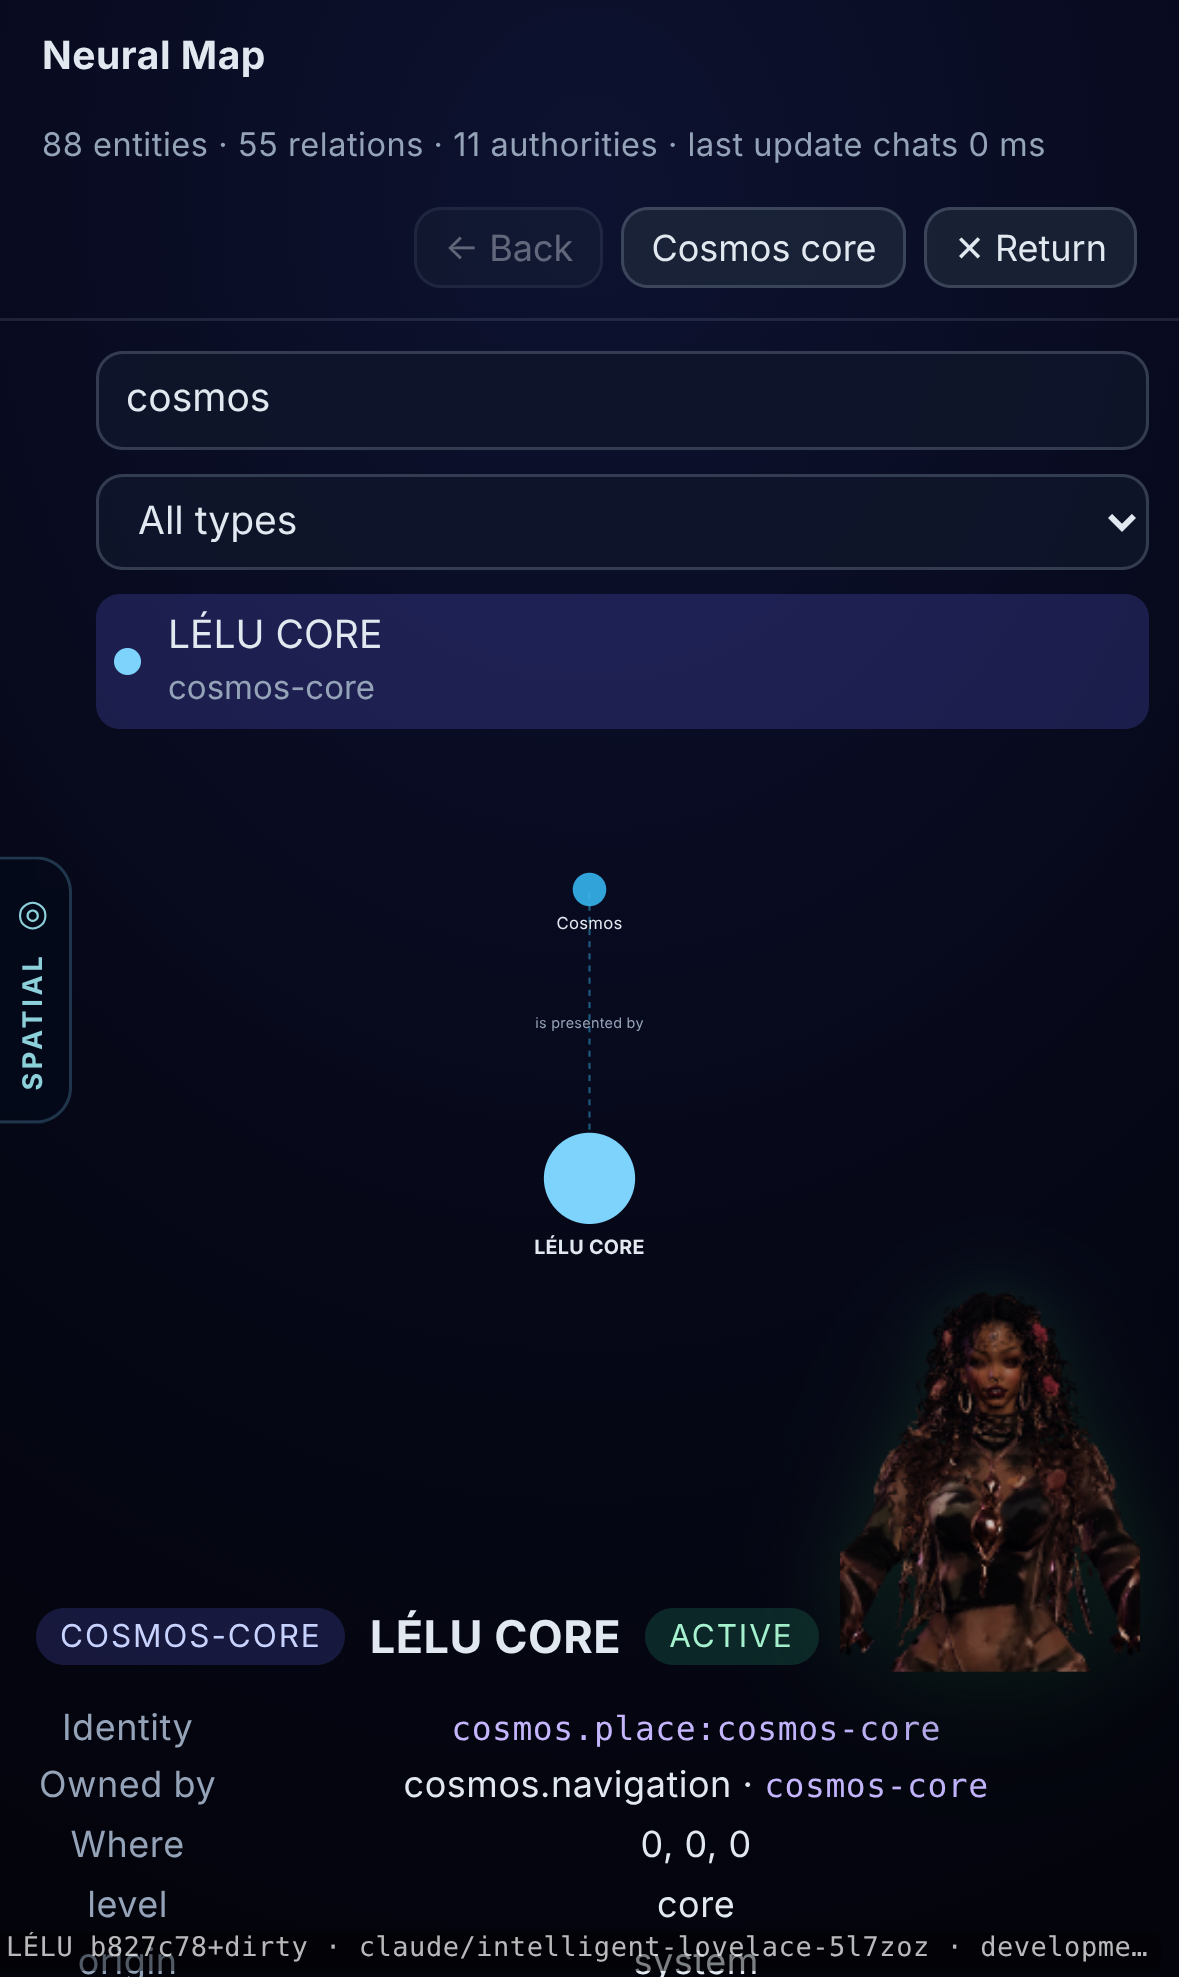 Neural Map
88 entities · 55 relations · 11 authorities · last update chats 0 ms
← Back
Cosmos core
✕ Return
cosmos
All types
LÉLU CORE
cosmos-core
SPATIAL ◎
Cosmos
is presented by
LÉLU CORE
COSMOS-CORE LÉLU CORE ACTIVE
Identity cosmos.place:cosmos-core
Owned by cosmos.navigation · cosmos-core
Where 0, 0, 0
level core
origin system
LÉLU b827c78+dirty · claude/intelligent-lovelace-5l7zoz · developme…